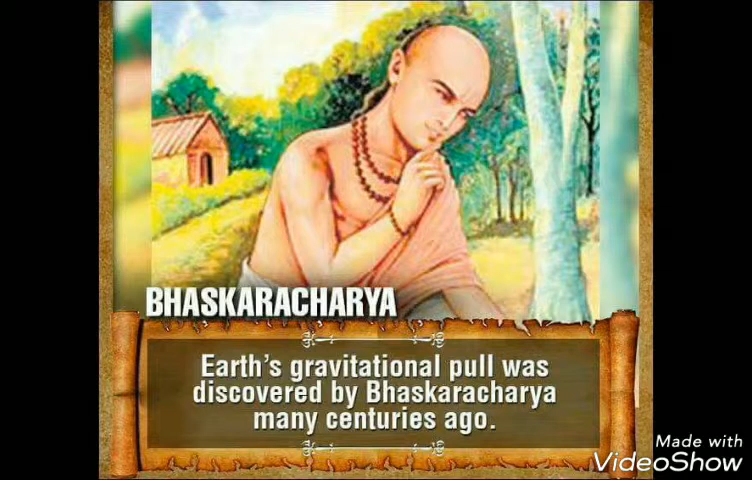 BHASKARACHARYA
Earth's gravitational pull was
discovered by Bhaskaracharya
many centuries ago.
Made with
VideoShow